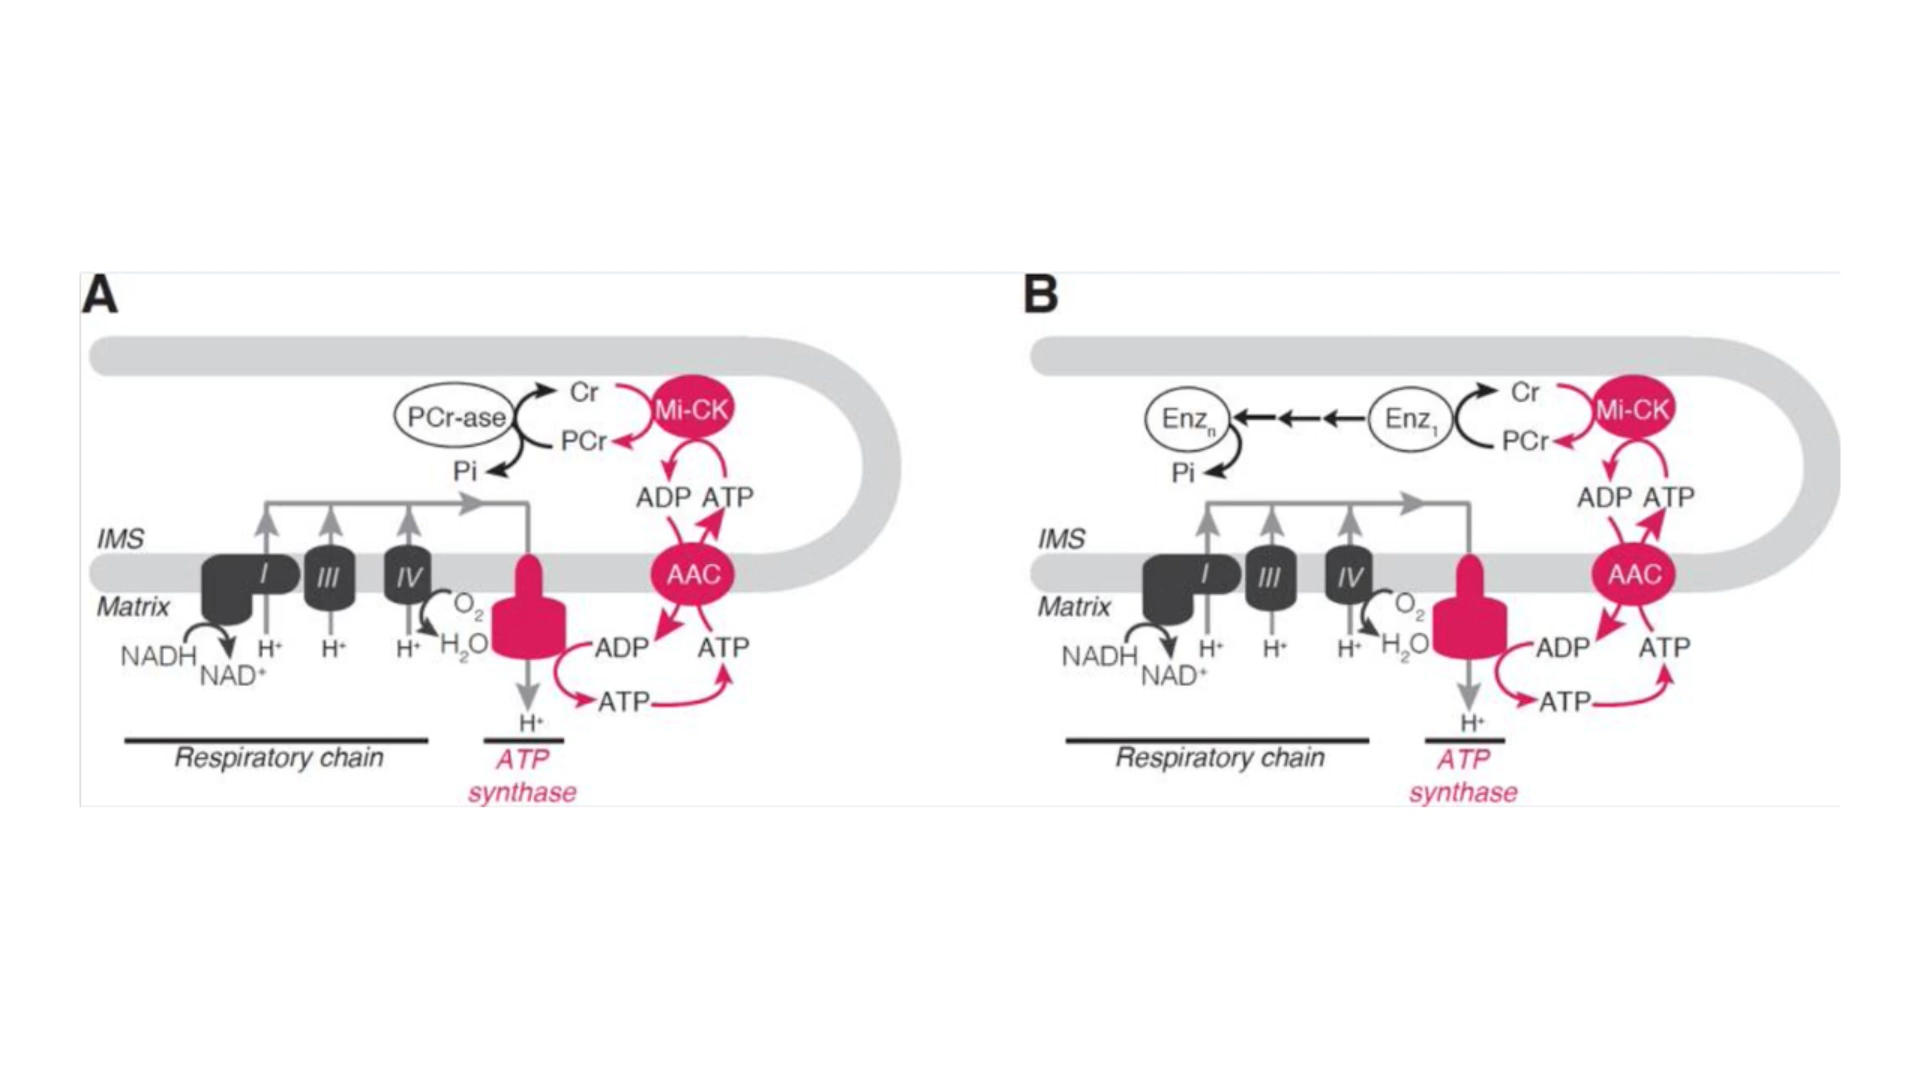 A
PCr-ase
Cr
PCr
Pi
Mi-CK
ADP ATP
IMS
Matrix
I
III
IV
AAC
O₂
H₂O
NADH
NAD⁺
H⁺
H⁺
H⁺
ADP
ATP
ATP
H⁺
Respiratory chain
ATP
synthase
B
Enzₙ
Enz₁
Cr
PCr
Pi
Mi-CK
ADP ATP
IMS
Matrix
I
III
IV
AAC
O₂
H₂O
NADH
NAD⁺
H⁺
H⁺
H⁺
ADP
ATP
ATP
H⁺
Respiratory chain
ATP
synthase